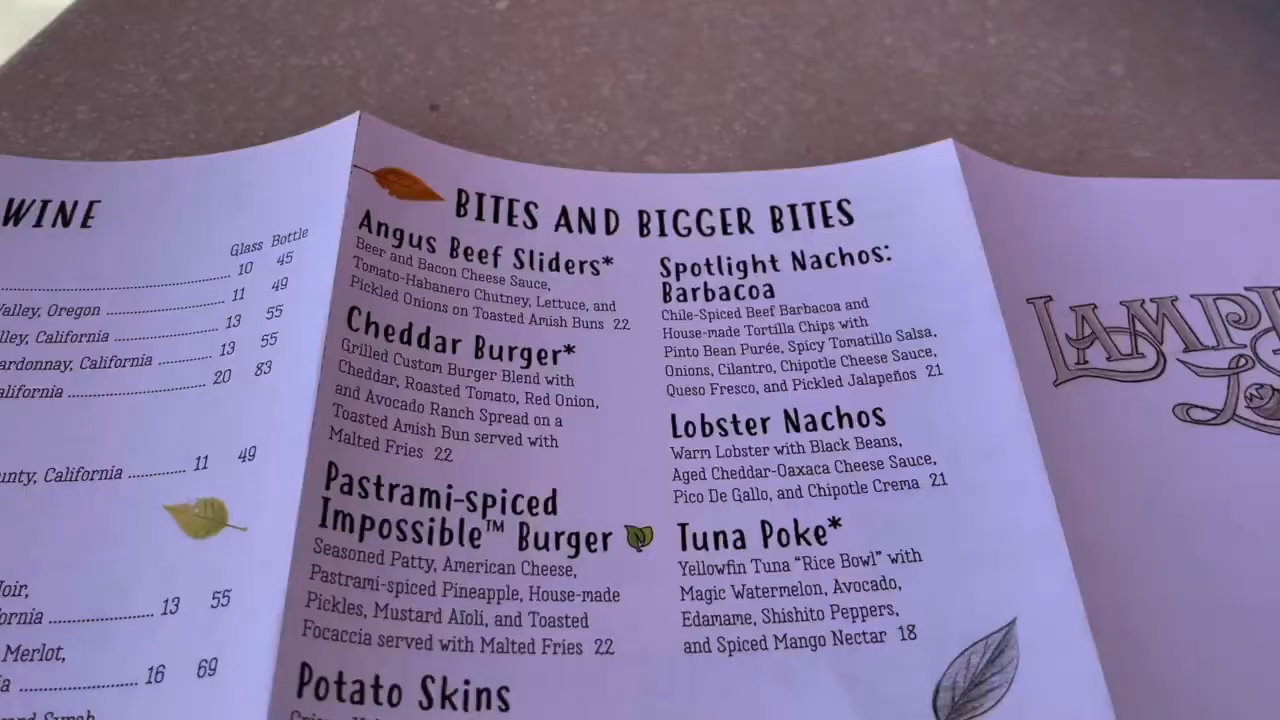 WINE
Glass Bottle
10 45
Valley, Oregon 11 49
lley, California 13 55
ardonnay, California 13 55
alifornia 20 83
unty, California 11 49
oir,
ornia 13 55
Merlot,
a 16 69
and Syrah
BITES AND BIGGER BITES
Angus Beef Sliders*
Beer and Bacon Cheese Sauce,
Tomato-Habanero Chutney, Lettuce, and
Pickled Onions on Toasted Amish Buns 22
Cheddar Burger*
Grilled Custom Burger Blend with
Cheddar, Roasted Tomato, Red Onion,
and Avocado Ranch Spread on a
Toasted Amish Bun served with
Malted Fries 22
Pastrami-spiced
Impossible™ Burger
Seasoned Patty, American Cheese,
Pastrami-spiced Pineapple, House-made
Pickles, Mustard Aïoli, and Toasted
Focaccia served with Malted Fries 22
Potato Skins
Spotlight Nachos:
Barbacoa
Chile-Spiced Beef Barbacoa and
House-made Tortilla Chips with
Pinto Bean Purée, Spicy Tomatillo Salsa,
Onions, Cilantro, Chipotle Cheese Sauce,
Queso Fresco, and Pickled Jalapeños 21
Lobster Nachos
Warm Lobster with Black Beans,
Aged Cheddar-Oaxaca Cheese Sauce,
Pico De Gallo, and Chipotle Crema 21
Tuna Poke*
Yellowfin Tuna “Rice Bowl” with
Magic Watermelon, Avocado,
Edamame, Shishito Peppers,
and Spiced Mango Nectar 18
LAMPL